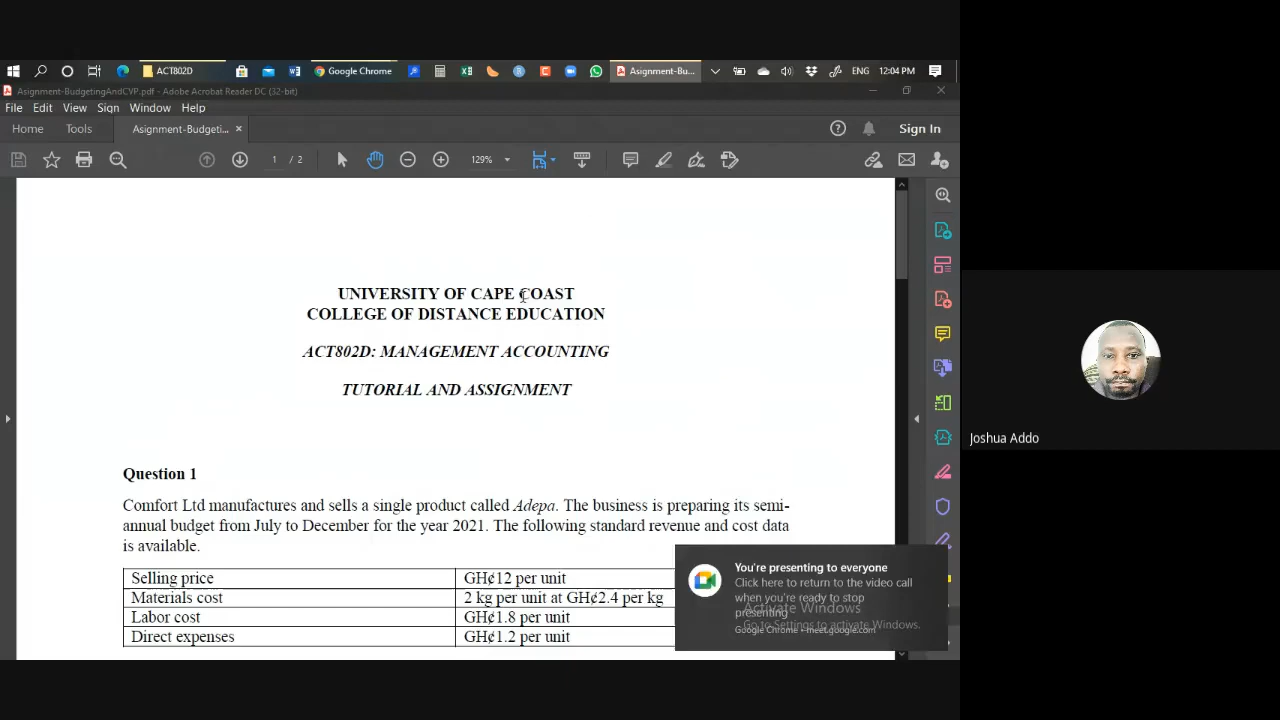 ACT802D
Google Chrome
Asignment-Bu...
ENG
12:04 PM
Asignment-BudgetingAndCVP.pdf - Adobe Acrobat Reader DC (32-bit)
File Edit View Sign Window Help
Home Tools Asignment-Budgeti... × Sign In
1 / 2 129%
UNIVERSITY OF CAPE COAST
COLLEGE OF DISTANCE EDUCATION
ACT802D: MANAGEMENT ACCOUNTING
TUTORIAL AND ASSIGNMENT
Question 1
Comfort Ltd manufactures and sells a single product called Adepa. The business is preparing its semi-
annual budget from July to December for the year 2021. The following standard revenue and cost data
is available.
Selling price GH¢12 per unit
Materials cost 2 kg per unit at GH¢2.4 per kg
Labor cost GH¢1.8 per unit
Direct expenses GH¢1.2 per unit
You're presenting to everyone
Click here to return to the video call
when you're ready to stop
presenting
Google Chrome • meet.google.com
Activate Windows
Go to Settings to activate Windows.
Joshua Addo